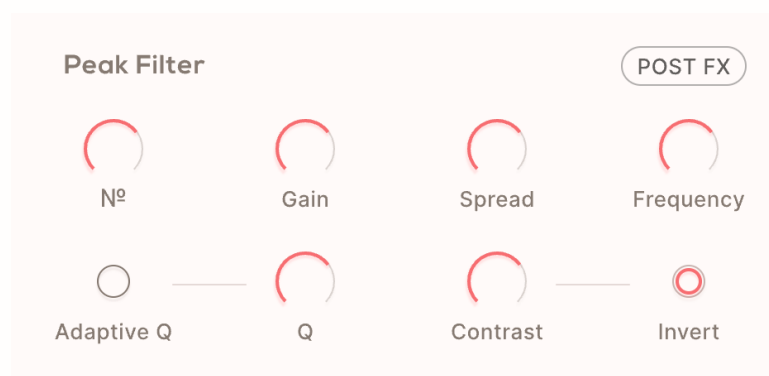 Peak Filter
POST FX
Nº
Gain
Spread
Frequency
Adaptive Q
Q
Contrast
Invert